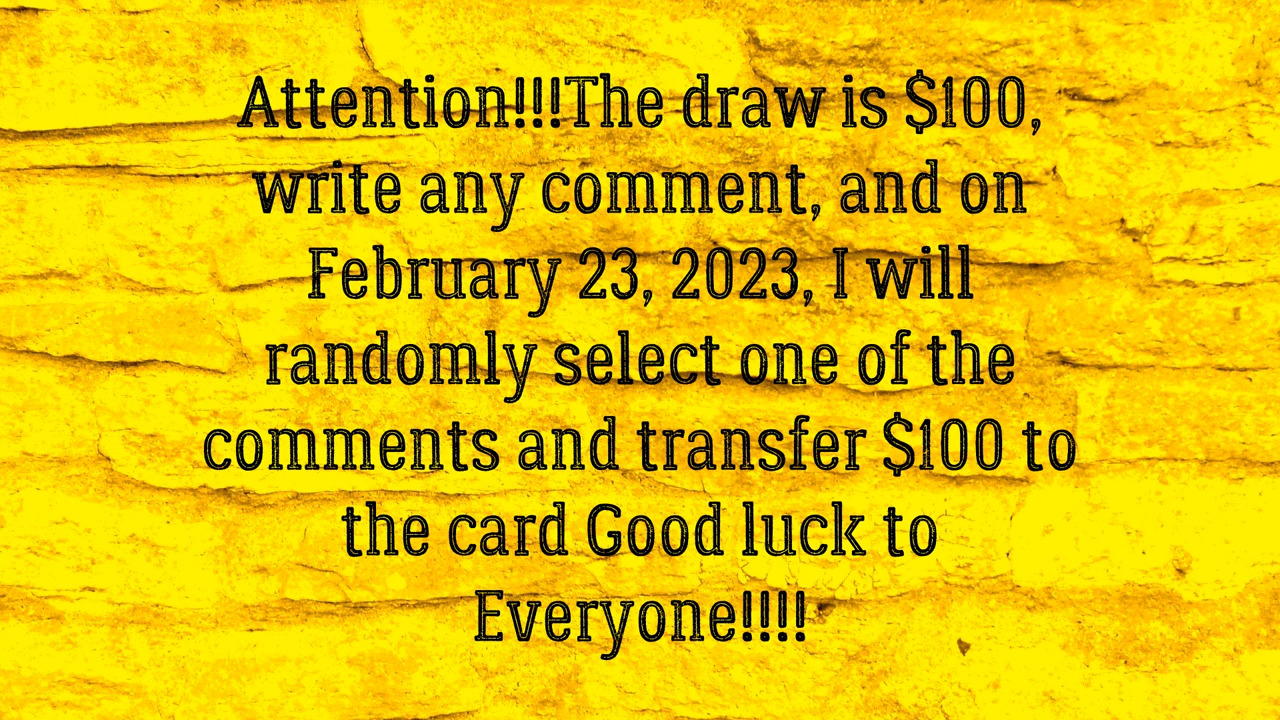 Attention!!!The draw is $100,
write any comment, and on
February 23, 2023, I will
randomly select one of the
comments and transfer $100 to
the card Good luck to
Everyone!!!!